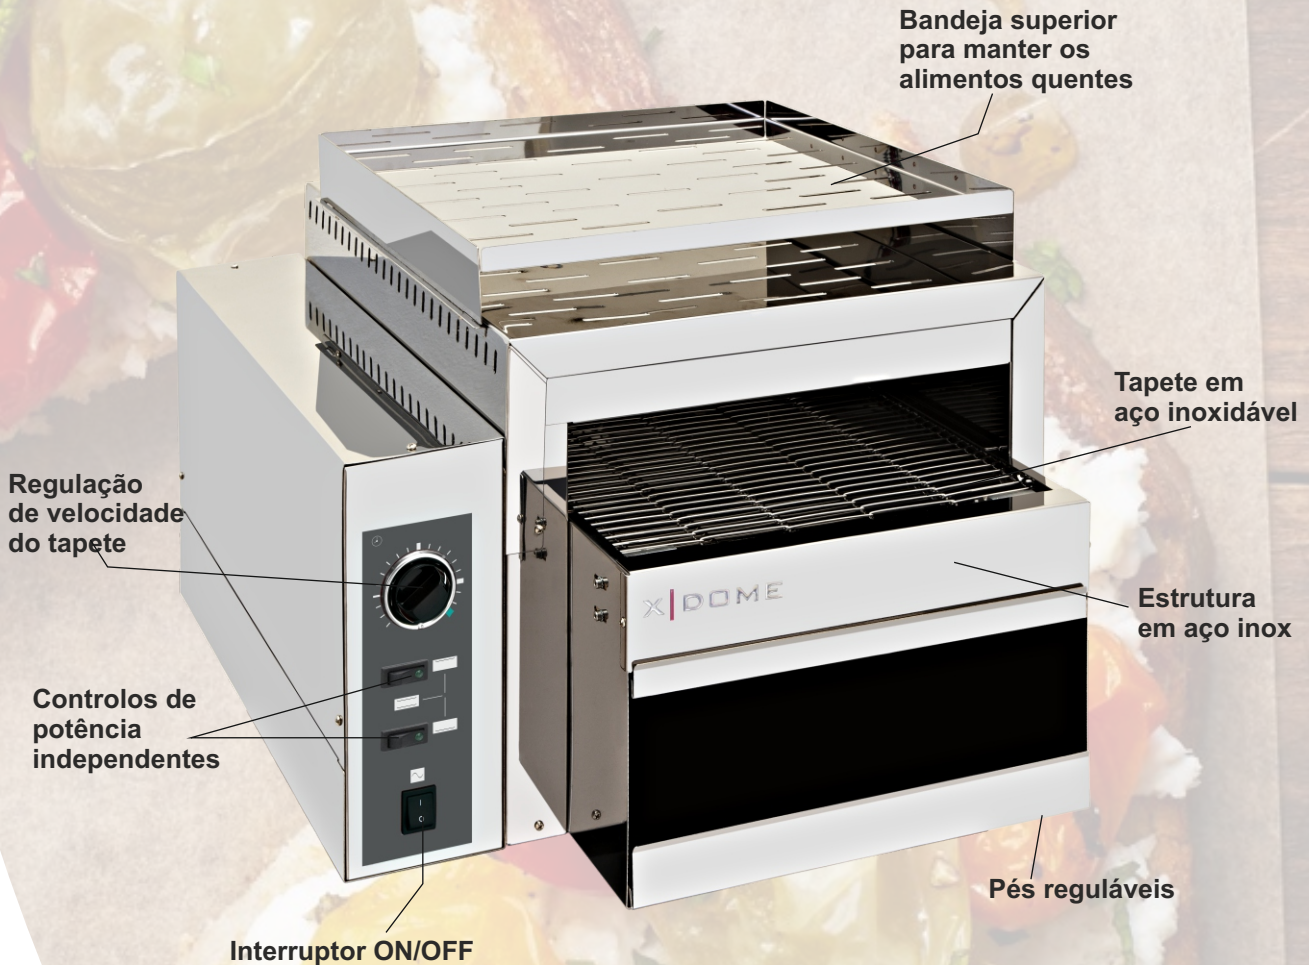 Bandeja superior
para manter os
alimentos quentes
Tapete em
aço inoxidável
Regulação
de velocidade
do tapete
X|DOME
Estrutura
em aço inox
Controlos de
potência
independentes
Pés reguláveis
Interruptor ON/OFF